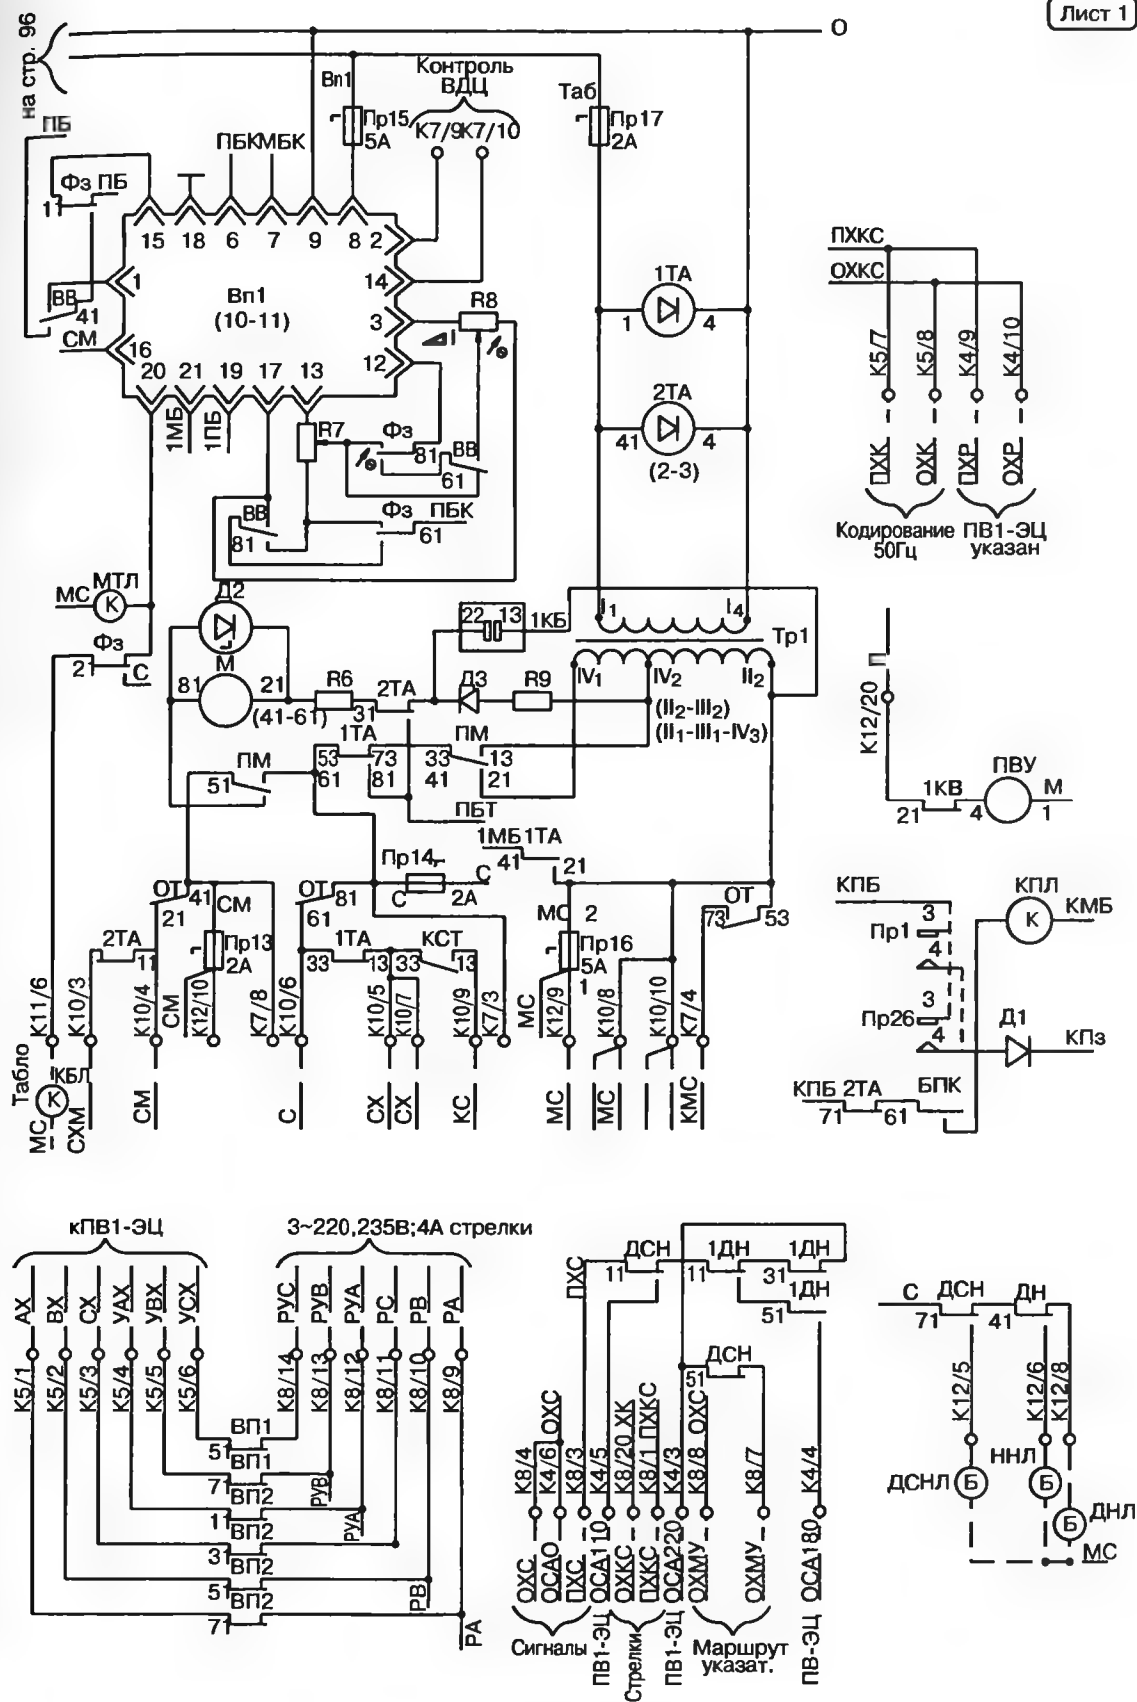 Лист 1
на стр. 96
О
Вп1
Контроль
ВДЦ
Таб
Пр15
5А
К7/9 К7/10
Пр17
2А
ПБ
ПБК МБК
Фз ПБ
11
15 18 6 7 9 8 2
1
14
3
12
16
Вп1
(10-11)
R8
ВВ
41
СМ
20 21 19 17 13
1МБ
1ПБ
R7
Фз
81
ВВ
61
ВВ
81
Фз
ПБК
61
1ТА
1 4
2ТА
41 4
(2-3)
ПХКС
ОХКС
К5/7
К5/8
К4/9
К4/10
ПХК
ОХК
ПХР
ОХР
Кодирование
50Гц
ПВ1-ЭЦ
указан
МТЛ
МС
К
Фз
21
С
Д2
М
81 21
(41-61)
22 13
1КБ
I1 I4
Тр1
IV1 IV2 II2
(II2-III2)
(II1-III1-IV3)
R6
31
2ТА
Д3
R9
1ТА
53 73
61 81
ПМ
33 13
41 21
ПМ
51
ПБТ
П
К12/20
1КВ
21
ПВУ
4 1
М
1МБ 1ТА
41 21
Пр14
С 2А
С
ОТ
41
21
СМ
Пр13
2А
ОТ
81
61
МС 2
Пр16
5А
1
ОТ
73 53
2ТА
11
1ТА
33 13
КСТ
33 13
К11/6
К10/3
К10/4
СМ
К12/10
К7/8
К10/6
К10/5
К10/7
К10/9
К7/3
МС
К12/9
К10/8
К10/10
К7/4
Табло
КБЛ
К
МС
СХМ
СМ
С
СХ
СХ
КС
МС
МС
КМС
КПБ
3
Пр1
4
3
Пр26
4
КПЛ
К
КМБ
Д1
КПз
КПБ 2ТА
71 61
БПК
кПВ1-ЭЦ
3~220,235В;4А стрелки
АХ
ВХ
СХ
УАХ
УВХ
УСХ
РУС
РУВ
РУА
РС
РВ
РА
К5/1
К5/2
К5/3
К5/4
К5/5
К5/6
К8/14
К8/13
К8/12
К8/11
К8/10
К8/9
ВП1
51
ВП1
71
ВП2
11
ВП2
31
ВП2
51
ВП2
71
РУВ
РУА
РВ
РА
ПХС
ДСН
11
1ДН
11
1ДН
31
1ДН
51
ДСН
51
К8/4
К4/6
ОХС
К8/3
К4/5
К8/20 ХК
К8/1 ПХКС
К4/3
К8/8 ОХС
К8/7
К4/4
ОХС
ОСАО
ПХС
ОСА110
ОХКС
ПХКС
ОСА220
ОХМУ
ОХМУ
ОСА180
Сигналы
ПВ1-ЭЦ
Стрелки
ПВ1-ЭЦ
Маршрут
указат.
ПВ-ЭЦ
С
ДСН
71
ДН
41
К12/5
К12/6
К12/8
ДСНЛ
Б
ННЛ
Б
Б
ДНЛ
МС